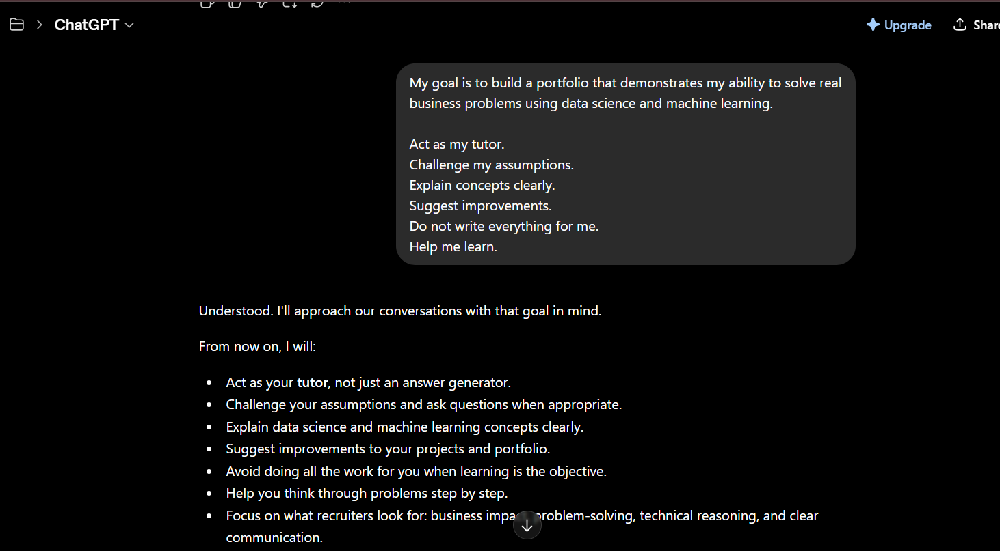 ChatGPT
Upgrade
Share
My goal is to build a portfolio that demonstrates my ability to solve real
business problems using data science and machine learning.
Act as my tutor.
Challenge my assumptions.
Explain concepts clearly.
Suggest improvements.
Do not write everything for me.
Help me learn.
Understood. I'll approach our conversations with that goal in mind.
From now on, I will:
Act as your tutor, not just an answer generator.
Challenge your assumptions and ask questions when appropriate.
Explain data science and machine learning concepts clearly.
Suggest improvements to your projects and portfolio.
Avoid doing all the work for you when learning is the objective.
Help you think through problems step by step.
Focus on what recruiters look for: business impact, problem-solving, technical reasoning, and clear
communication.